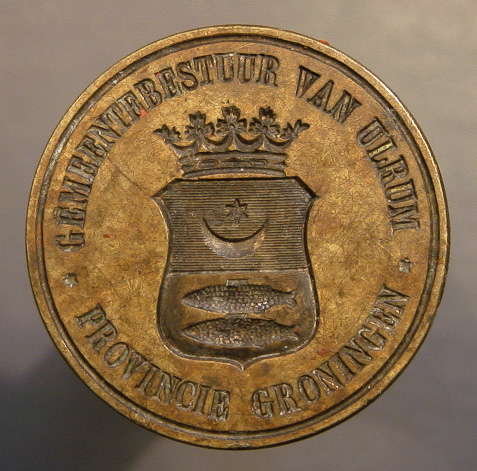 GEMEENTEBESTUUR VAN ULRUM
PROVINCIE GRONINGEN